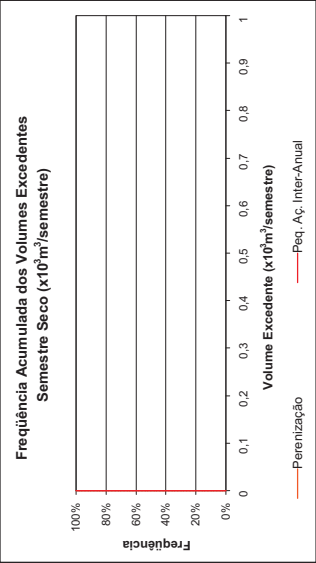 Freqüência Acumulada dos Volumes Excedentes
Semestre Seco (x10³m³/semestre)
Freqüência
100%
80%
60%
40%
20%
0%
0
0,1
0,2
0,3
0,4
0,5
0,6
0,7
0,8
0,9
1
Volume Excedente (x10³m³/semestre)
Perenização
Peq. Aç. Inter-Anual